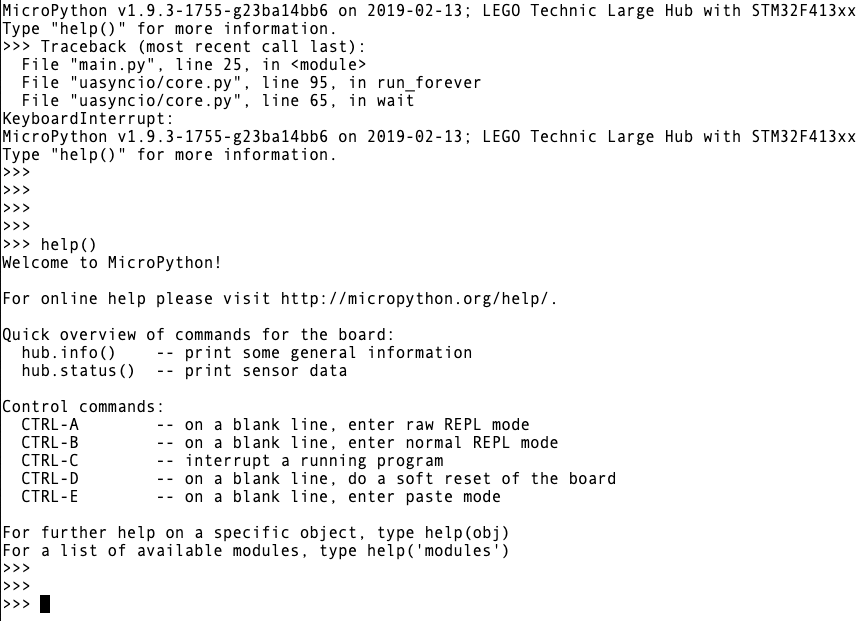 MicroPython v1.9.3-1755-g23ba14bb6 on 2019-02-13; LEGO Technic Large Hub with STM32F413xx
Type "help()" for more information.
>>> Traceback (most recent call last):
  File "main.py", line 25, in <module>
  File "uasyncio/core.py", line 95, in run_forever
  File "uasyncio/core.py", line 65, in wait
KeyboardInterrupt:
MicroPython v1.9.3-1755-g23ba14bb6 on 2019-02-13; LEGO Technic Large Hub with STM32F413xx
Type "help()" for more information.
>>>
>>>
>>>
>>>
>>> help()
Welcome to MicroPython!

For online help please visit http://micropython.org/help/.

Quick overview of commands for the board:
  hub.info()    -- print some general information
  hub.status()  -- print sensor data

Control commands:
  CTRL-A        -- on a blank line, enter raw REPL mode
  CTRL-B        -- on a blank line, enter normal REPL mode
  CTRL-C        -- interrupt a running program
  CTRL-D        -- on a blank line, do a soft reset of the board
  CTRL-E        -- on a blank line, enter paste mode

For further help on a specific object, type help(obj)
For a list of available modules, type help('modules')
>>>
>>>
>>>